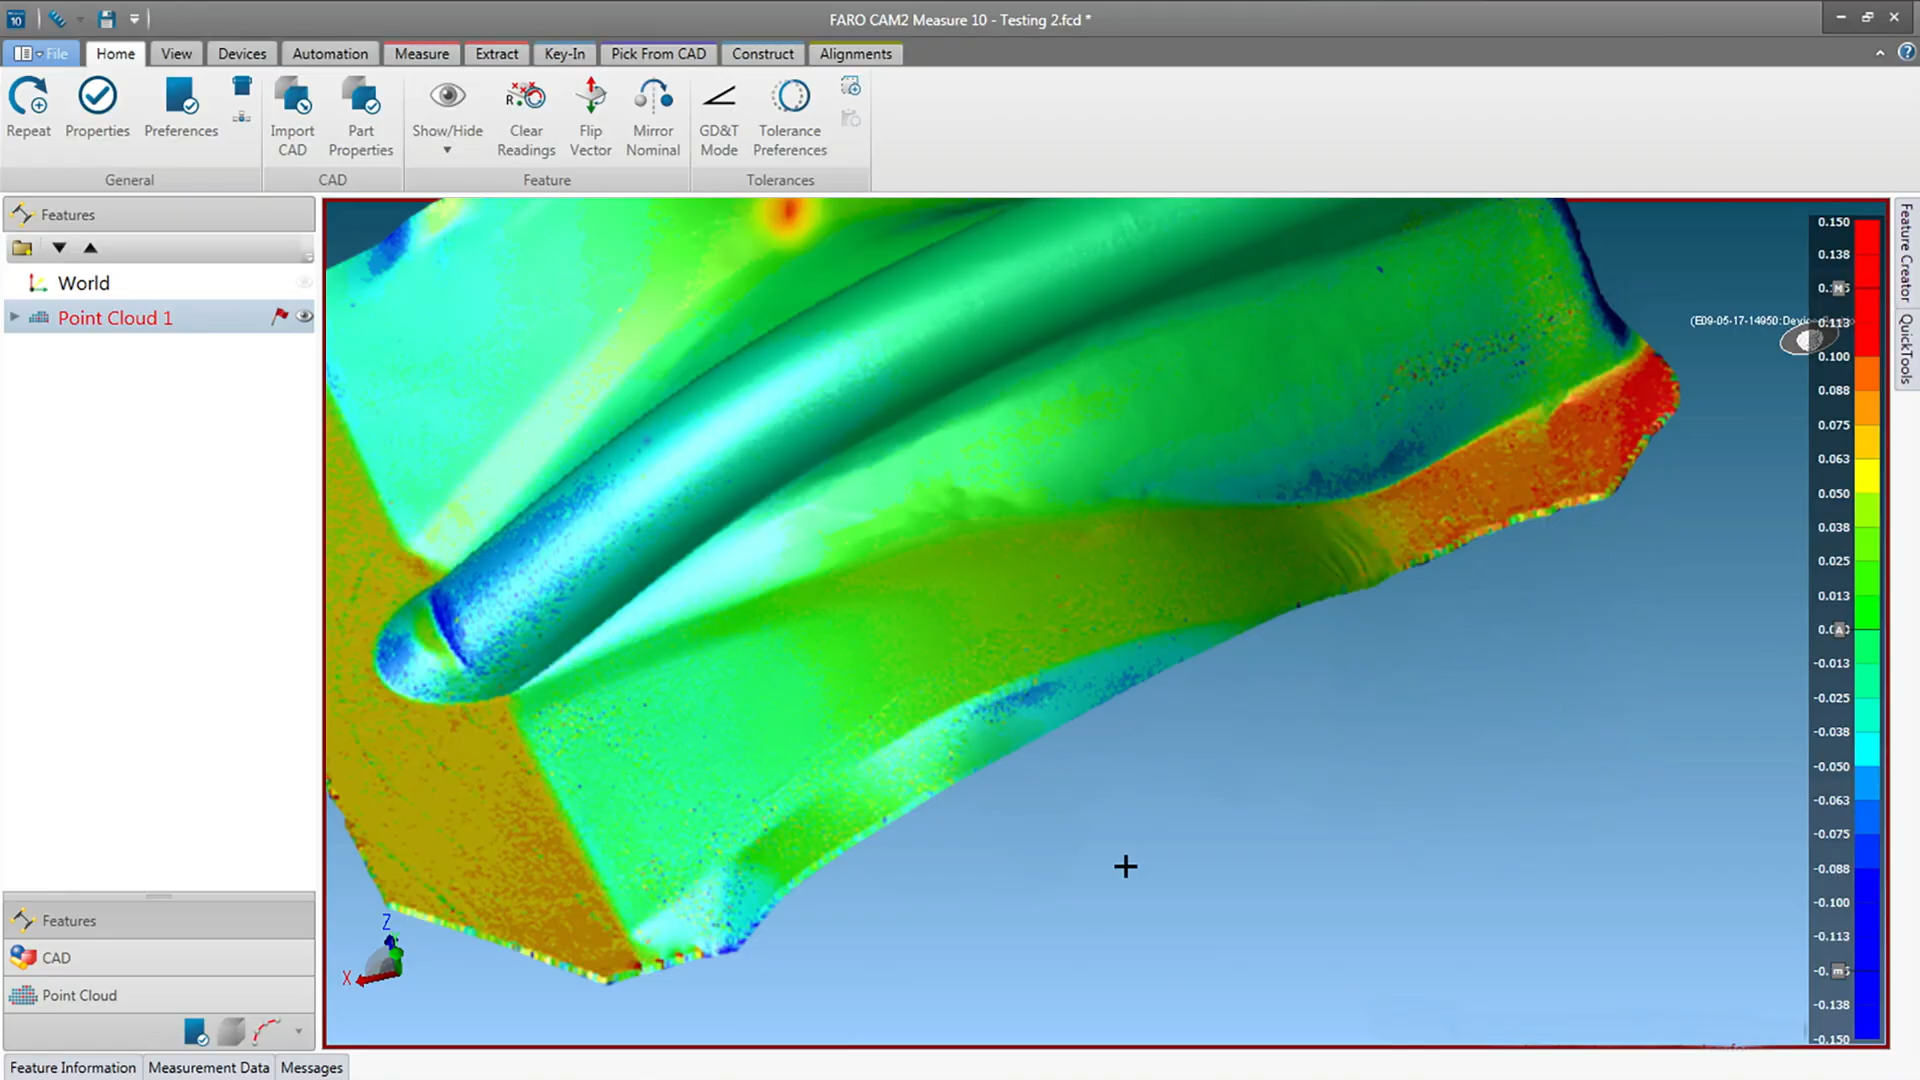 10
FARO CAM2 Measure 10 - Testing 2.fcd *
File Home View Devices Automation Measure Extract Key-In Pick From CAD Construct Alignments
Repeat Properties Preferences Import CAD Part Properties Show/Hide Clear Readings Flip Vector Mirror Nominal GD&T Mode Tolerance Preferences
General CAD Feature Tolerances
Features
World
Point Cloud 1
Features
CAD
Point Cloud
Feature Information Measurement Data Messages
Z
X
Feature Creator
QuickTools
0.150
0.138
0.113
0.100
0.088
0.075
0.063
0.050
0.038
0.025
0.013
-0.013
-0.025
-0.038
-0.050
-0.063
-0.075
-0.088
-0.100
-0.113
-0.138
-0.150